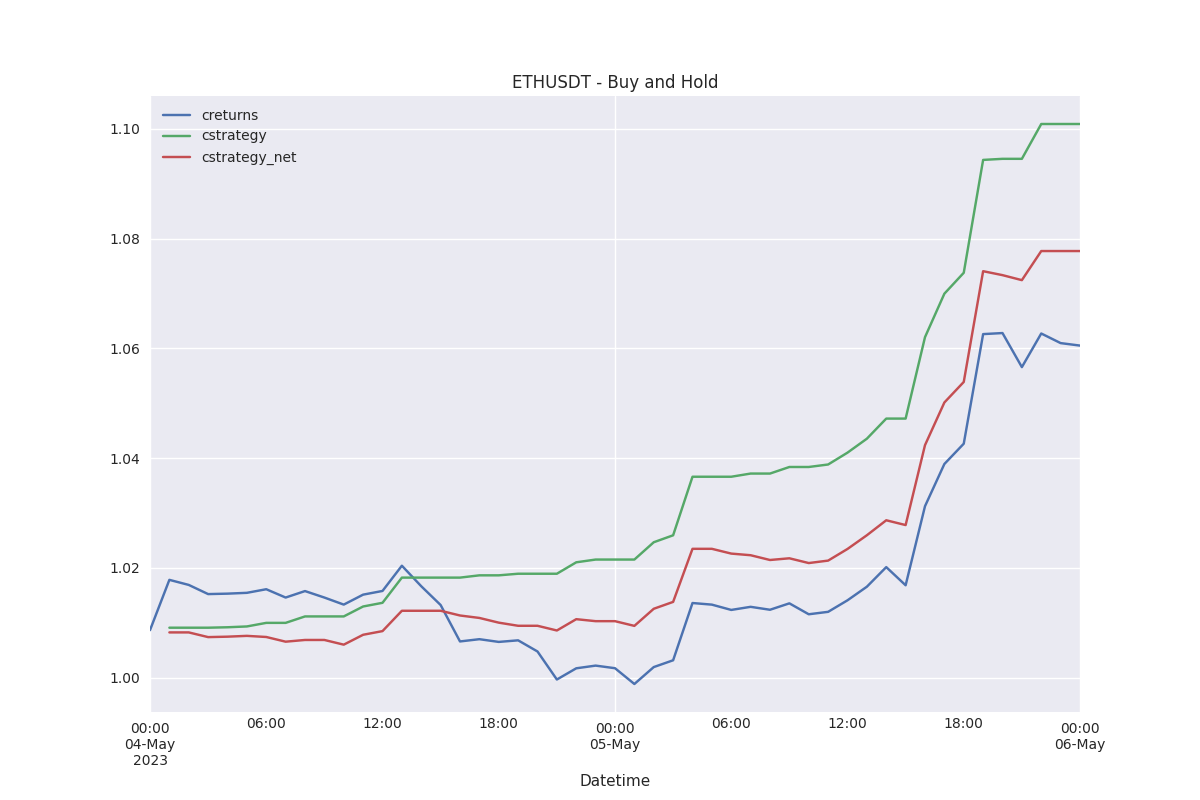 ETHUSDT - Buy and Hold
creturns
cstrategy
cstrategy_net
1.10
1.08
1.06
1.04
1.02
1.00
00:00
04-May
2023
06:00
12:00
18:00
00:00
05-May
06:00
12:00
18:00
00:00
06-May
Datetime